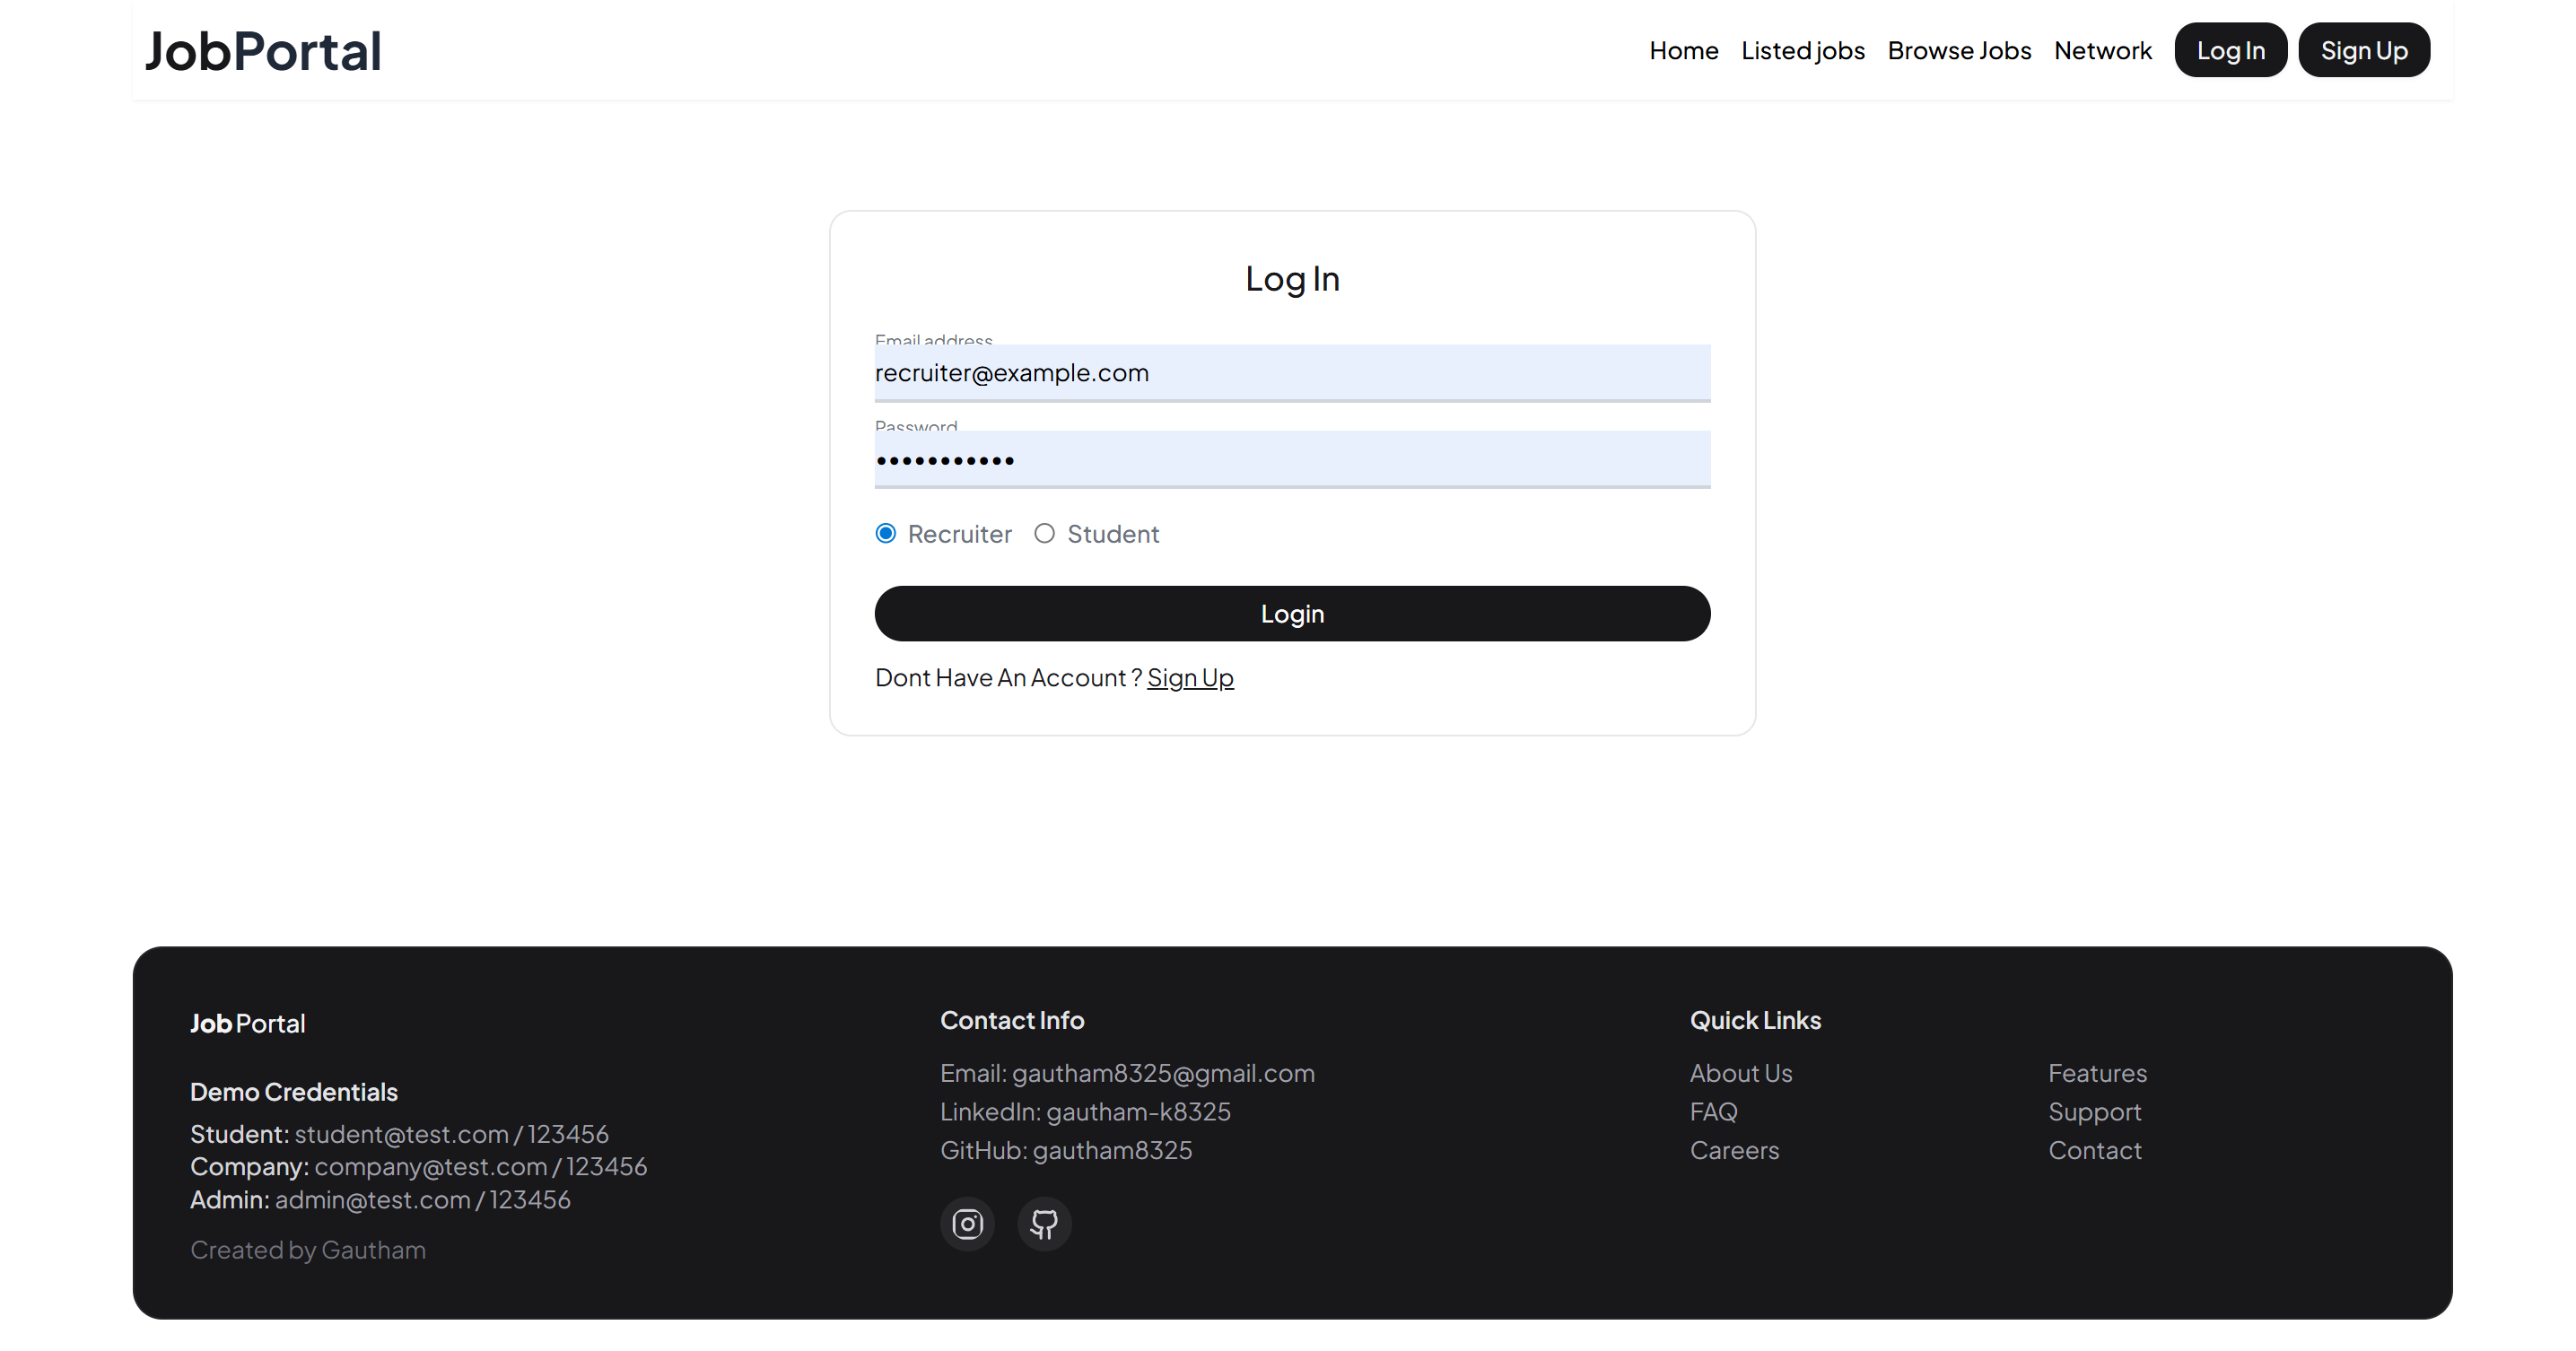 JobPortal
Home Listed jobs Browse Jobs Network Log In Sign Up
Log In
Email address
recruiter@example.com
Password
•••••••••••
Recruiter Student
Login
Dont Have An Account ? Sign Up
Job Portal
Demo Credentials
Student: student@test.com / 123456
Company: company@test.com / 123456
Admin: admin@test.com / 123456
Created by Gautham
Contact Info
Email: gautham8325@gmail.com
LinkedIn: gautham-k8325
GitHub: gautham8325
Quick Links
About Us Features
FAQ Support
Careers Contact